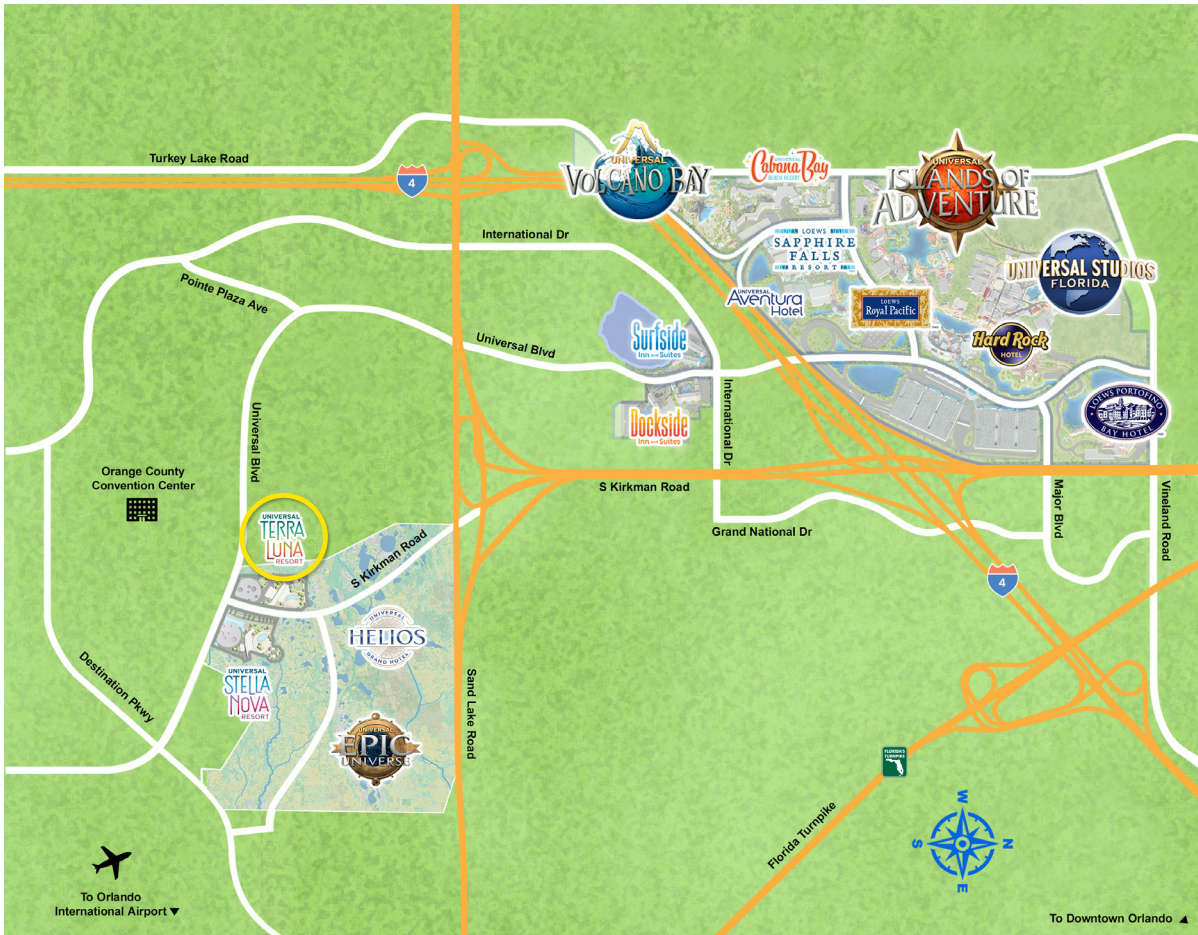 Turkey Lake Road
4
UNIVERSAL
VOLCANO BAY
UNIVERSAL
Cabana Bay
BEACH RESORT
UNIVERSAL
ISLANDS OF
ADVENTURE
LOEWS
SAPPHIRE
FALLS
RESORT
UNIVERSAL STUDIOS
FLORIDA
International Dr
Pointe Plaza Ave
UNIVERSAL
Aventura
Hotel
LOEWS
Royal Pacific
Hard Rock
HOTEL
Surfside
Inn and Suites
Universal Blvd
LOEWS PORTOFINO
BAY HOTEL
Dockside
Inn and Suites
International Dr
Universal Blvd
Orange County
Convention Center
S Kirkman Road
Major Blvd
Vineland Road
Grand National Dr
UNIVERSAL
TERRA
LUNA
RESORT
S Kirkman Road
4
UNIVERSAL
HELIOS
GRAND HOTEL
Destination Pkwy
UNIVERSAL
STELLA
NOVA
RESORT
Sand Lake Road
UNIVERSAL
EPIC
UNIVERSE
FLORIDA'S
TURNPIKE
Florida Turnpike
W
S
N
E
To Orlando
International Airport
To Downtown Orlando